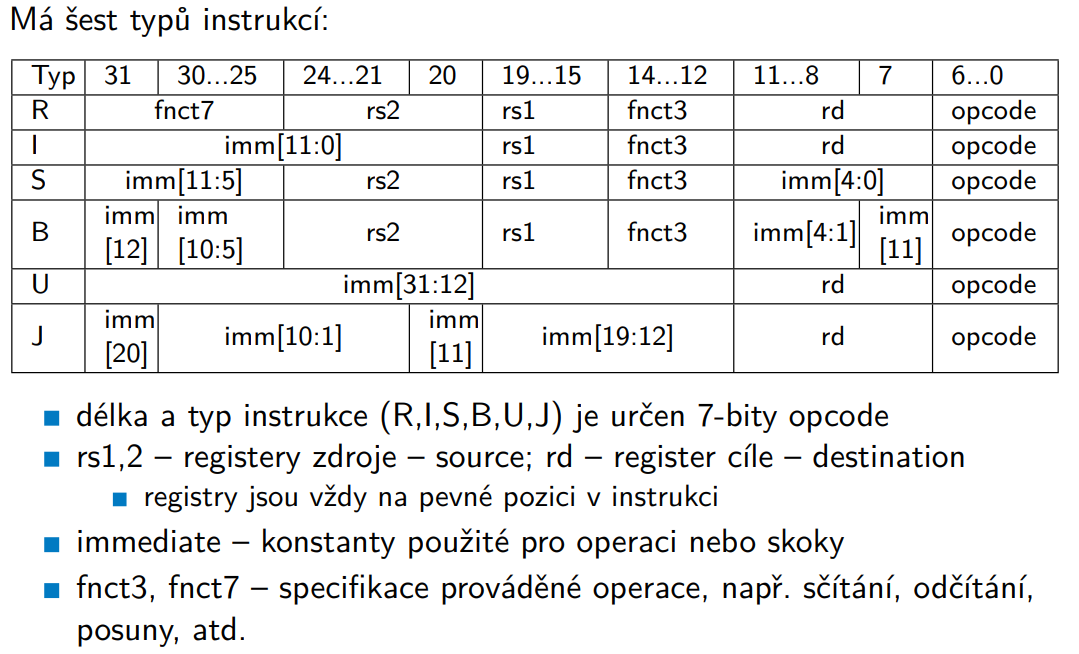 Má šest typů instrukcí:
Typ 31 30...25 24...21 20 19...15 14...12 11...8 7 6...0
R fnct7 rs2 rs1 fnct3 rd opcode
I imm[11:0] rs1 fnct3 rd opcode
S imm[11:5] rs2 rs1 fnct3 imm[4:0] opcode
B imm [12] imm [10:5] rs2 rs1 fnct3 imm[4:1] imm [11] opcode
U imm[31:12] rd opcode
J imm [20] imm[10:1] imm [11] imm[19:12] rd opcode
délka a typ instrukce (R,I,S,B,U,J) je určen 7-bity opcode
rs1,2 – registery zdroje – source; rd – register cíle – destination
registry jsou vždy na pevné pozici v instrukci
immediate – konstanty použité pro operaci nebo skoky
fnct3, fnct7 – specifikace prováděné operace, např. sčítání, odčítání,
posuny, atd.